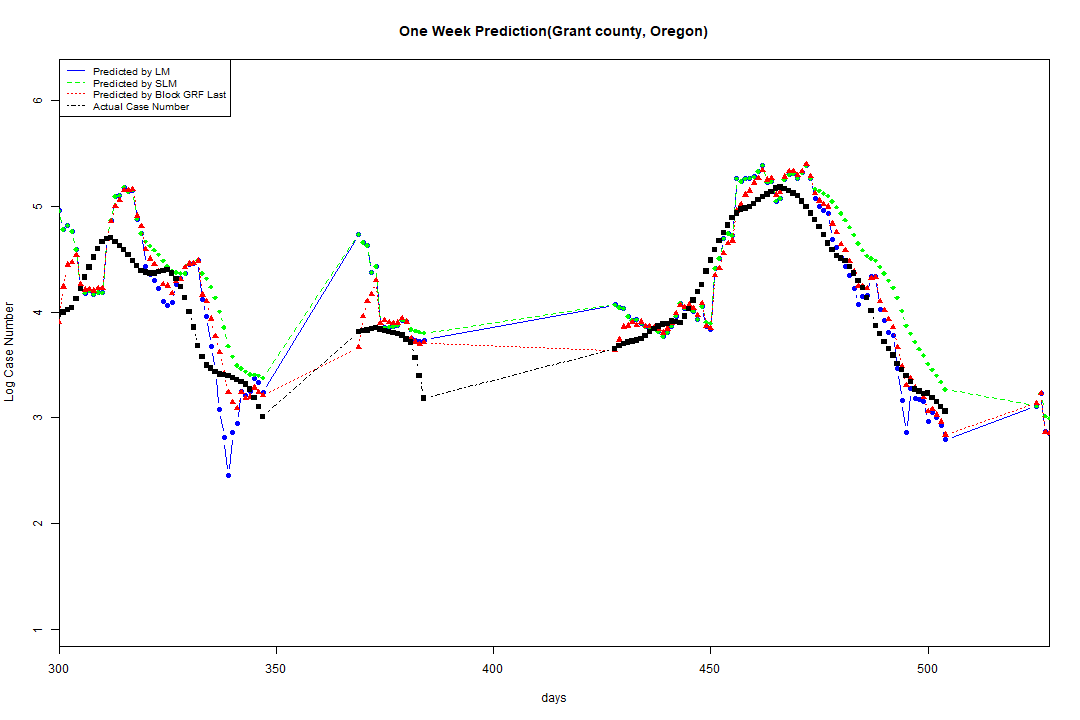 One Week Prediction(Grant county, Oregon)
Predicted by LM
Predicted by SLM
Predicted by Block GRF Last
Actual Case Number
Log Case Number
6
5
4
3
2
1
300 350 400 450 500
days